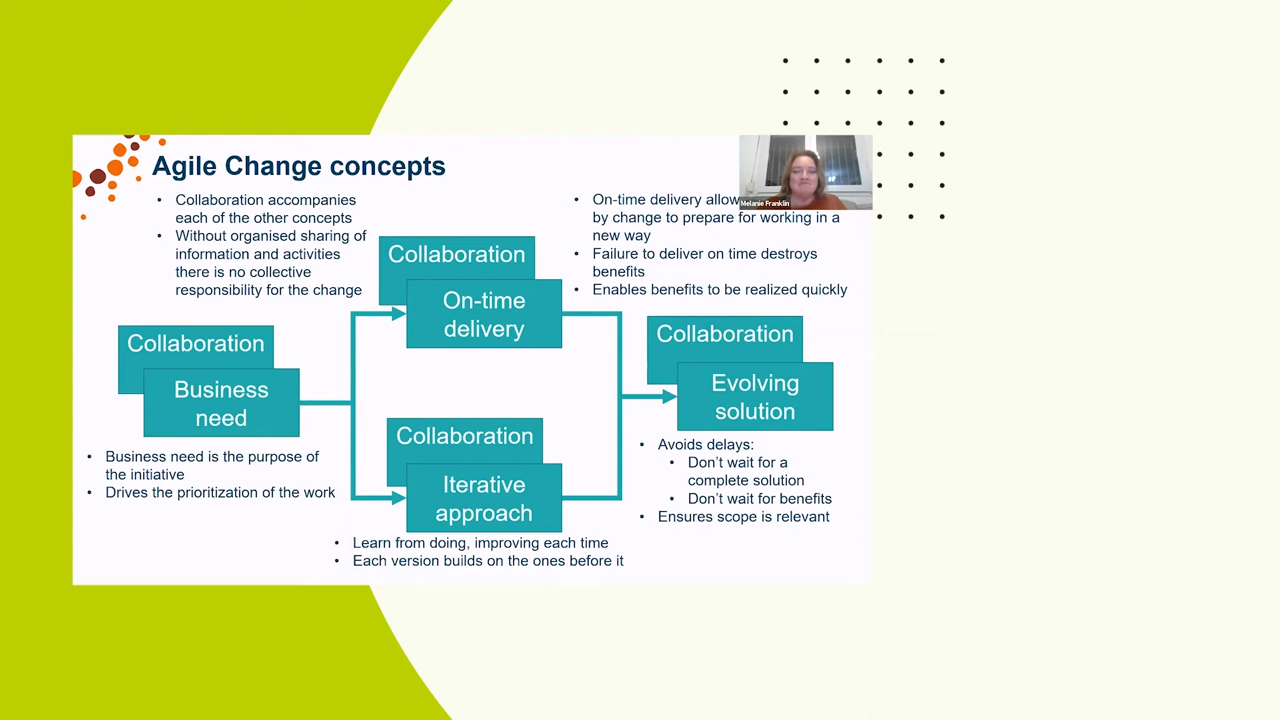 Agile Change concepts
Melanie Franklin
• Collaboration accompanies
each of the other concepts
• Without organised sharing of
information and activities
there is no collective
responsibility for the change
• On-time delivery allow
by change to prepare for working in a
new way
• Failure to deliver on time destroys
benefits
• Enables benefits to be realized quickly
Collaboration
On-time
delivery
Collaboration
Business
need
Collaboration
Evolving
solution
Collaboration
Iterative
approach
• Business need is the purpose of
the initiative
• Drives the prioritization of the work
• Avoids delays:
• Don't wait for a
complete solution
• Don't wait for benefits
• Ensures scope is relevant
• Learn from doing, improving each time
• Each version builds on the ones before it